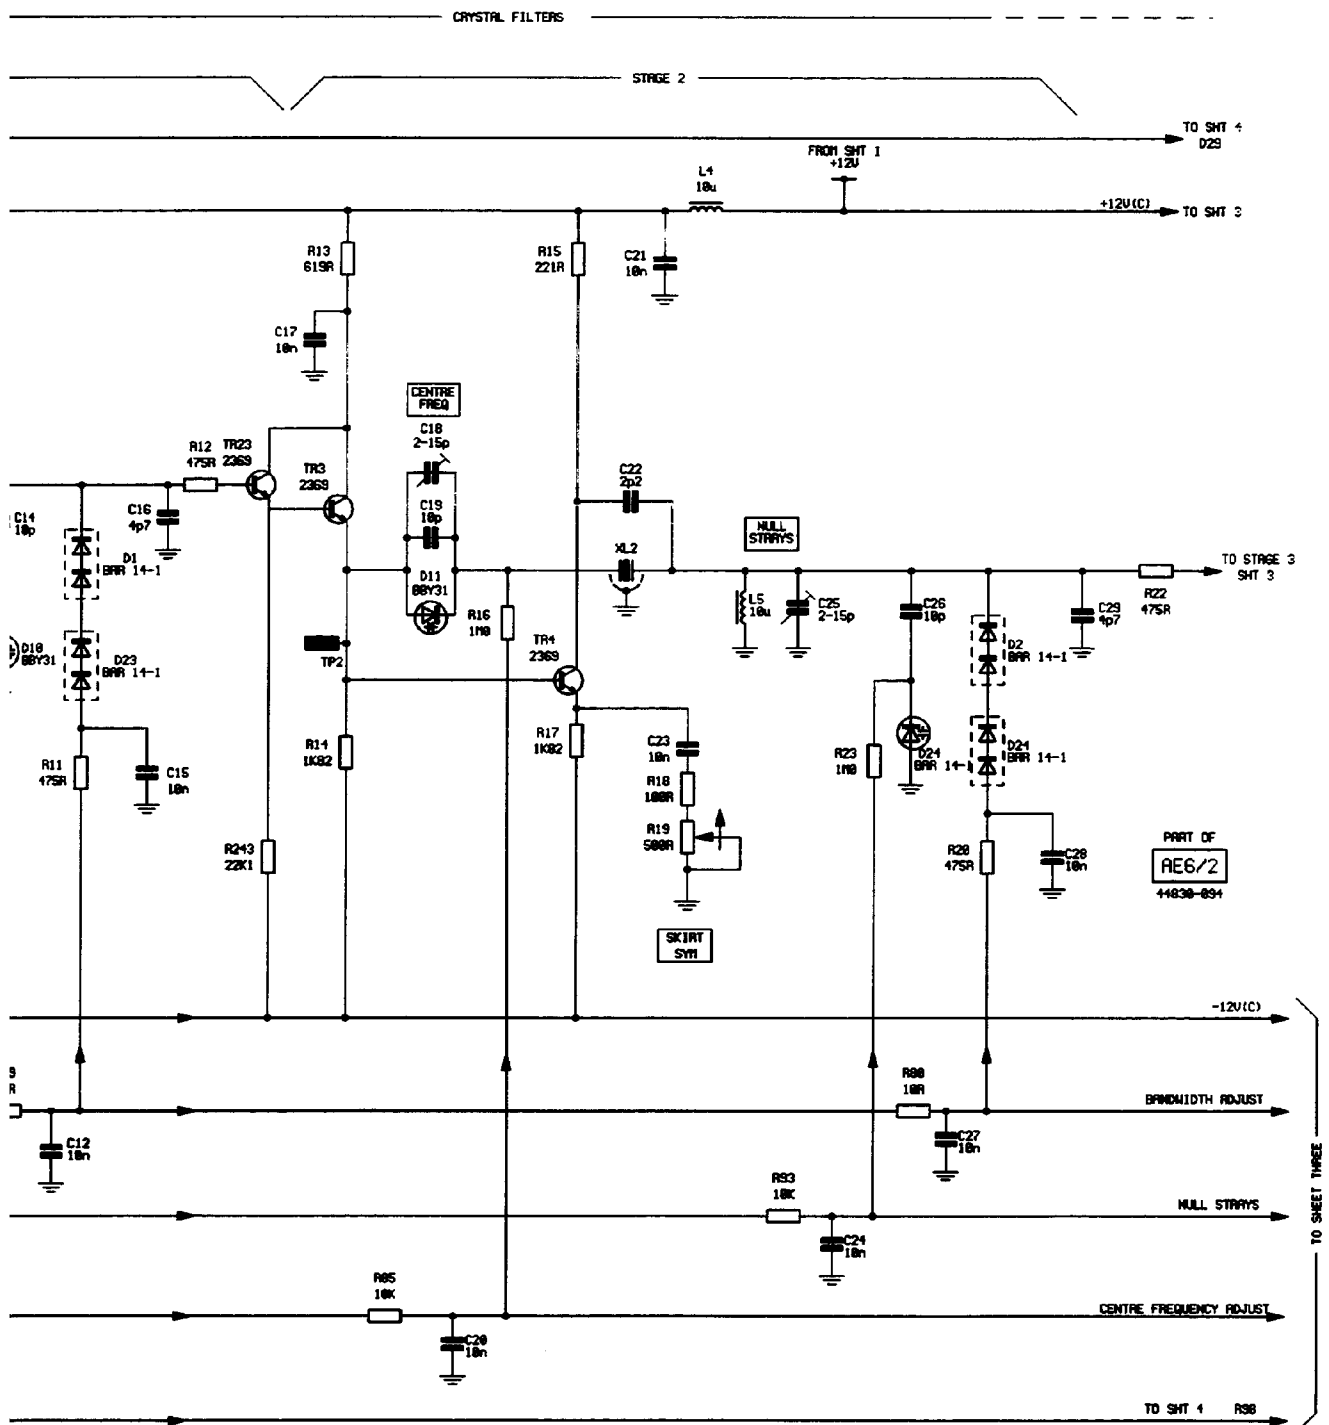 CRYSTAL FILTERS
STAGE 2
TO SHT 4
D29
FROM SHT 1
+12V
L4
10u
+12V(C)
TO SHT 3
R13
619R
R15
221R
C21
10n
C17
10n
CENTRE
FREQ
C18
2-15p
R12
475R
TR23
2369
TR3
2369
C22
2p2
C14
10p
C16
4p7
C19
10p
NULL
STRAYS
XL2
D1
BAR 14-1
D11
BBY31
TO STAGE 3
SHT 3
R22
475R
L5
10u
C25
2-15p
C26
10p
C29
4p7
R16
1M0
D10
BBY31
D23
BAR 14-1
TP2
TR4
2369
D2
BAR 14-1
R14
1K82
R17
1K82
C23
10n
R23
1M0
D24
BAR 14-1
D24
BAR 14-1
R11
475R
C15
10n
R18
100R
R19
500R
R243
22K1
R20
475R
C28
10n
PART OF
AE6/2
44830-094
SKIRT
SYM
-12V(C)
9
R
R80
10R
BANDWIDTH ADJUST
C12
10n
C27
10n
R93
10K
NULL STRAYS
C24
10n
TO SHEET THREE
R85
10K
CENTRE FREQUENCY ADJUST
C20
10n
TO SHT 4 R98